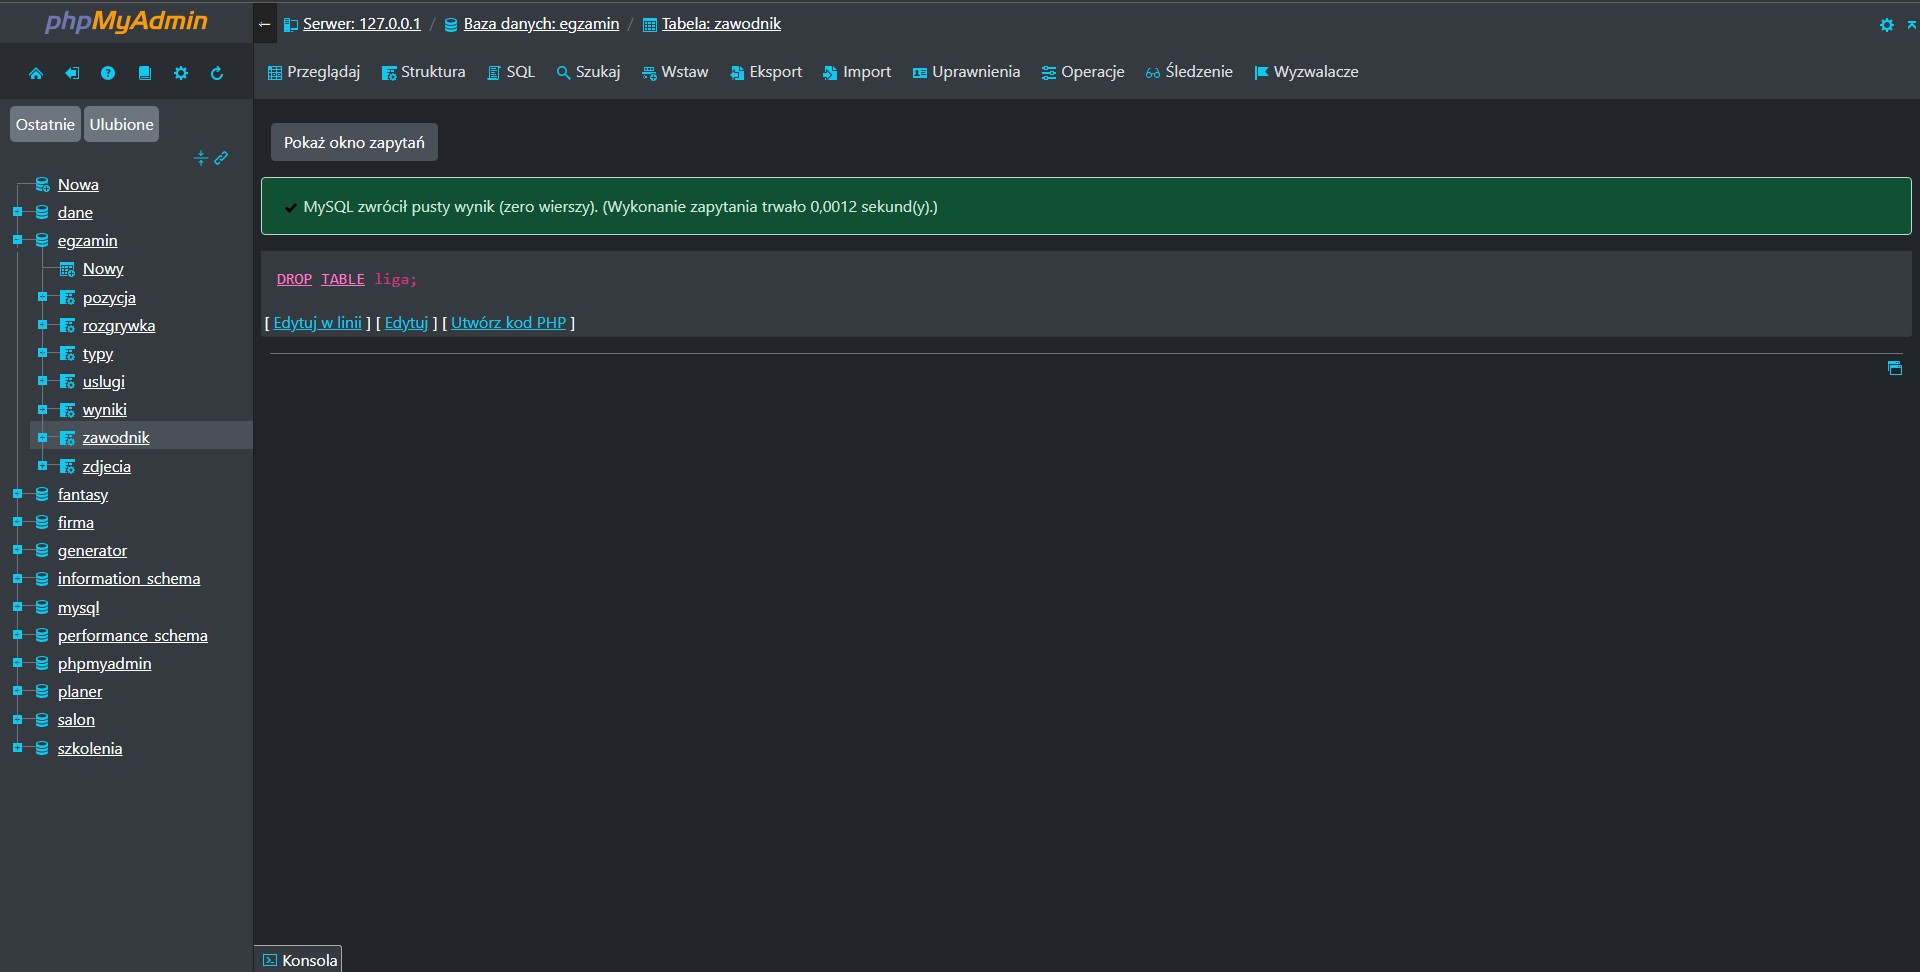 phpMyAdmin
Serwer: 127.0.0.1 / Baza danych: egzamin / Tabela: zawodnik
Przeglądaj Struktura SQL Szukaj Wstaw Eksport Import Uprawnienia Operacje Śledzenie Wyzwalacze
Ostatnie Ulubione
Nowa
dane
egzamin
Nowy
pozycja
rozgrywka
typy
uslugi
wyniki
zawodnik
zdjecia
fantasy
firma
generator
information_schema
mysql
performance_schema
phpmyadmin
planer
salon
szkolenia
Pokaż okno zapytań
MySQL zwrócił pusty wynik (zero wierszy). (Wykonanie zapytania trwało 0,0012 sekund(y).)
DROP TABLE liga;
[ Edytuj w linii ] [ Edytuj ] [ Utwórz kod PHP ]
Konsola